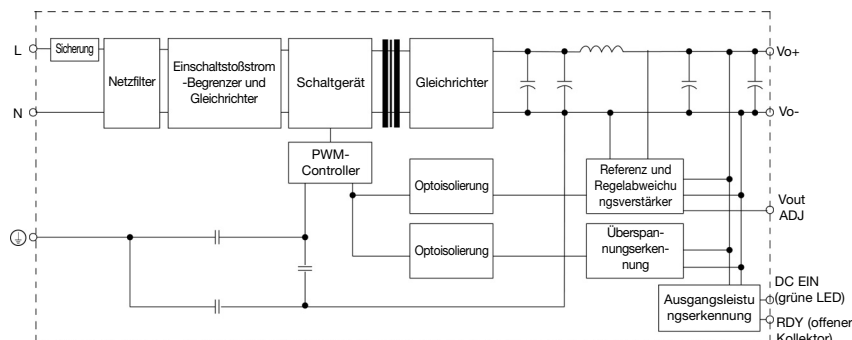 L
Sicherung
Netzfilter
Einschaltstoßstrom
-Begrenzer und
Gleichrichter
Schaltgerät
Gleichrichter
Vo+
N
Vo-
PWM-
Controller
Optoisolierung
Referenz und
Regelabweichu
ngsverstärker
Vout
ADJ
Optoisolierung
Überspan-
nungserken-
nung
Ausgangsleistu
ngserkennung
DC EIN
(grüne LED)
RDY (offener
Kollektor)